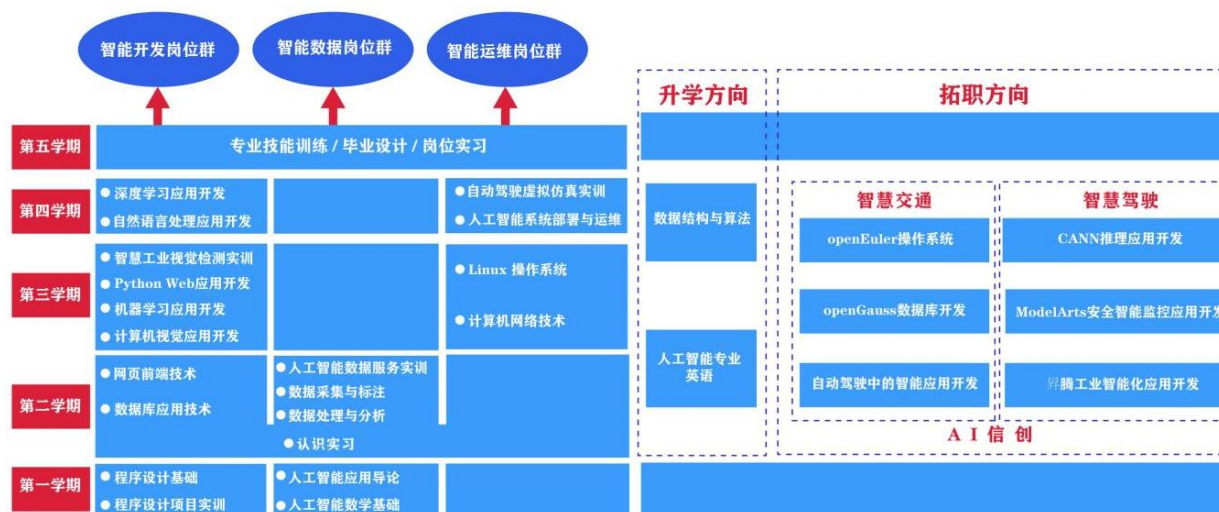 智能开发岗位群
智能数据岗位群
智能运维岗位群
升学方向
拓职方向
第五学期
专业技能训练 / 毕业设计 / 岗位实习
第四学期
●深度学习应用开发
●自然语言处理应用开发
●自动驾驶虚拟仿真实训
●人工智能系统部署与运维
数据结构与算法
智慧交通
智慧驾驶
openEuler操作系统
CANN推理应用开发
第三学期
●智慧工业视觉检测实训
●Python Web应用开发
●机器学习应用开发
●计算机视觉应用开发
●Linux 操作系统
●计算机网络技术
openGauss数据库开发
ModelArts安全智能监控应用开发
人工智能专业
英语
第二学期
●网页前端技术
●数据库应用技术
●人工智能数据服务实训
●数据采集与标注
●数据处理与分析
●认识实习
自动驾驶中的智能应用开发
昇腾工业智能化应用开发
AI信创
第一学期
●程序设计基础
●程序设计项目实训
●人工智能应用导论
●人工智能数学基础